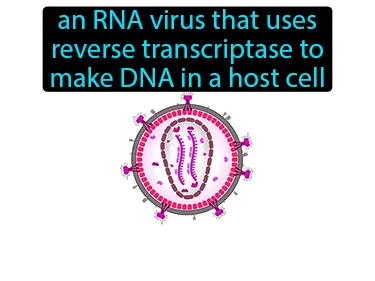 an RNA virus that uses
reverse transcriptase to
make DNA in a host cell